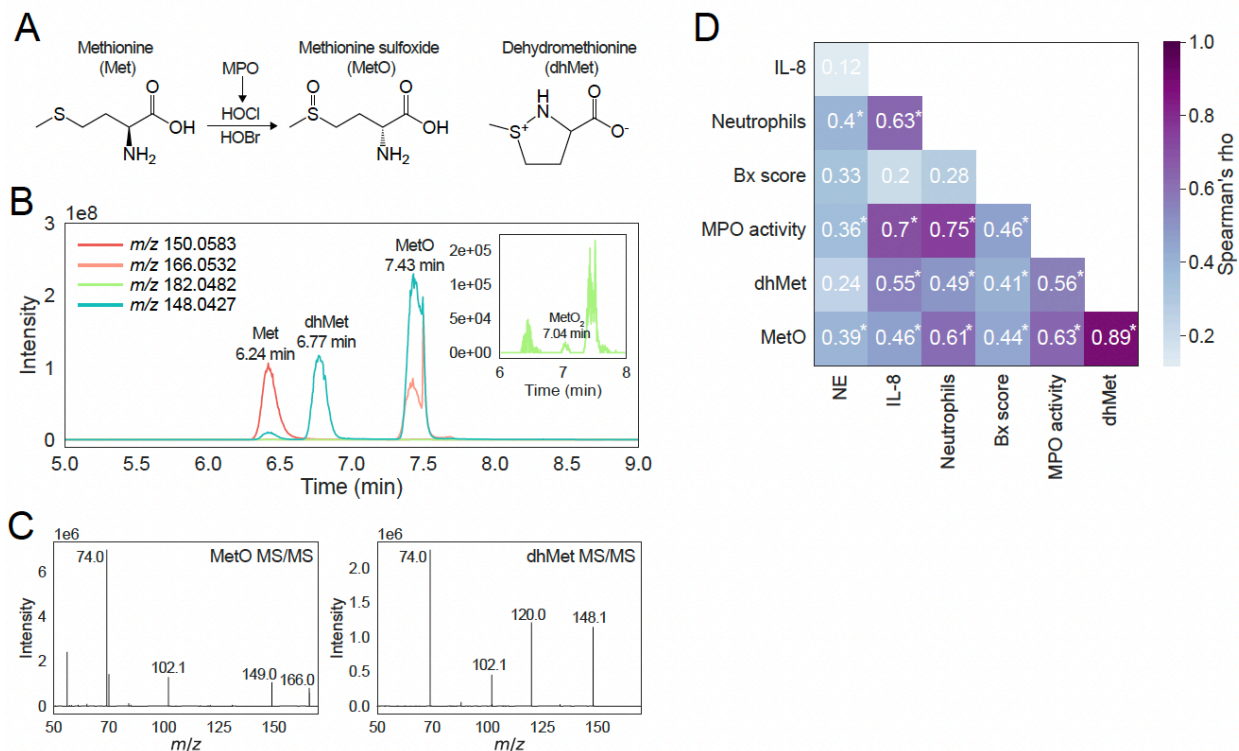 A
Methionine
(Met)
MPO
HOCl
HOBr
Methionine sulfoxide
(MetO)
Dehydromethionine
(dhMet)
S
O
OH
NH2
O
S
O
OH
NH2
H
N
S+
O
O-
B
1e8
Intensity
3
2
1
0
m/z 150.0583
m/z 166.0532
m/z 182.0482
m/z 148.0427
Met
6.24 min
dhMet
6.77 min
MetO
7.43 min
2e+05
1e+05
5e+04
0e+00
MetO2
7.04 min
6 7 8
Time (min)
5.0 5.5 6.0 6.5 7.0 7.5 8.0 8.5 9.0
Time (min)
C
1e6
MetO MS/MS
Intensity
6
4
2
0
74.0
102.1
149.0
166.0
50 70 100 120 150
m/z
1e6
dhMet MS/MS
Intensity
2.0
1.5
1.0
0.5
0.0
74.0
102.1
120.0
148.1
50 70 100 120 150
m/z
D
IL-8 0.12
Neutrophils 0.4* 0.63*
Bx score 0.33 0.2 0.28
MPO activity 0.36* 0.7* 0.75* 0.46*
dhMet 0.24 0.55* 0.49* 0.41* 0.56*
MetO 0.39* 0.46* 0.61* 0.44* 0.63* 0.89*
NE
IL-8
Neutrophils
Bx score
MPO activity
dhMet
1.0
0.8
0.6
0.4
0.2
Spearman's rho